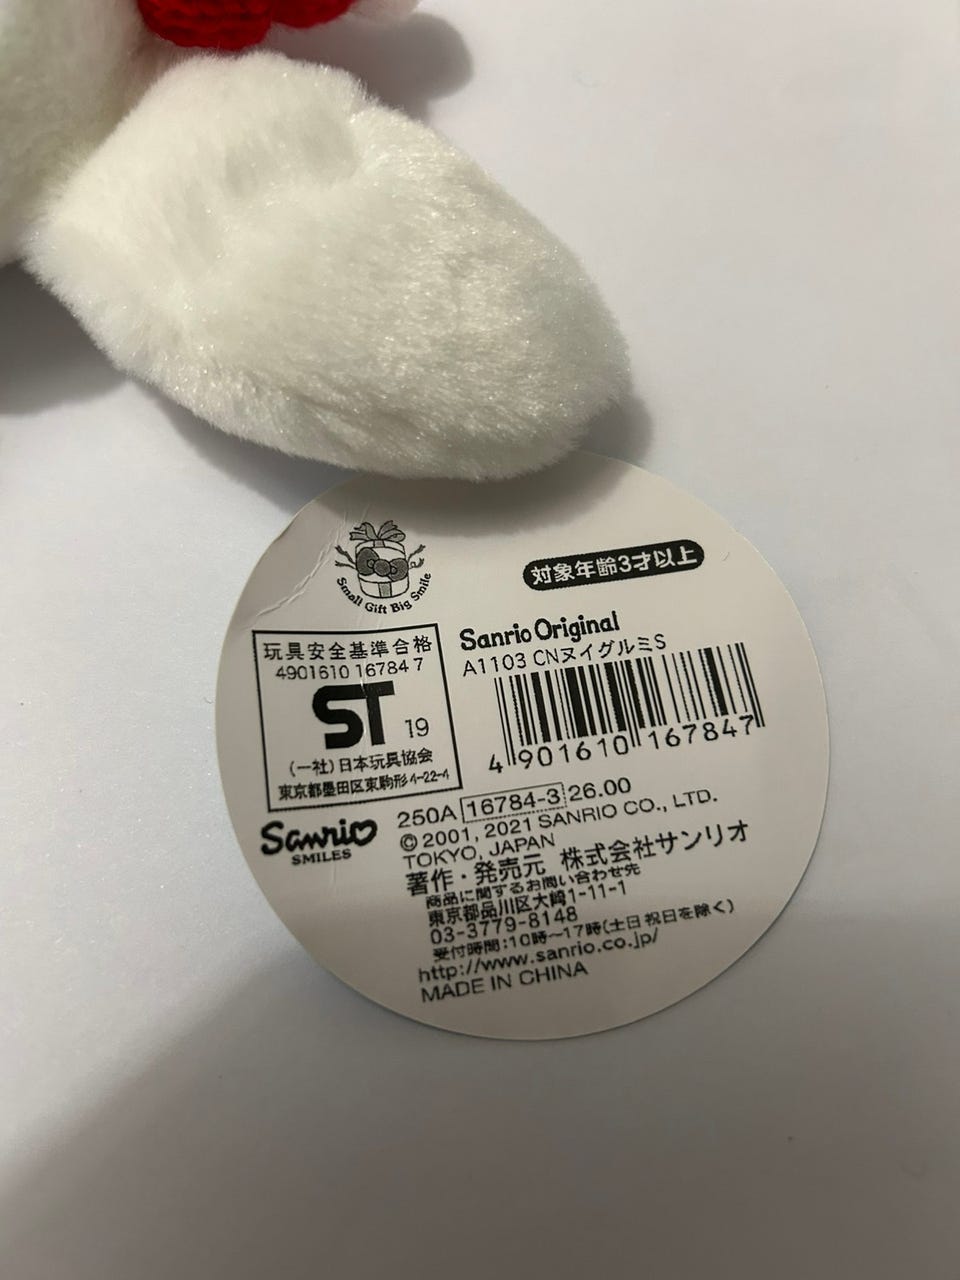 Small Gift Big Smile
対象年齢3才以上
玩具安全基準合格
4901610 16784 7
ST 19
(一社)日本玩具協会
東京都墨田区東駒形4-22-4
Sanrio Original
A1103 CNヌイグルミS
4 901610 167847
Sanrio
SMILES
250A 16784-3 26.00
© 2001, 2021 SANRIO CO., LTD.
TOKYO, JAPAN
著作・発売元 株式会社サンリオ
商品に関するお問い合わせ先
東京都品川区大崎1-11-1
03-3779-8148
受付時間:10時〜17時(土日祝日を除く)
http://www.sanrio.co.jp/
MADE IN CHINA